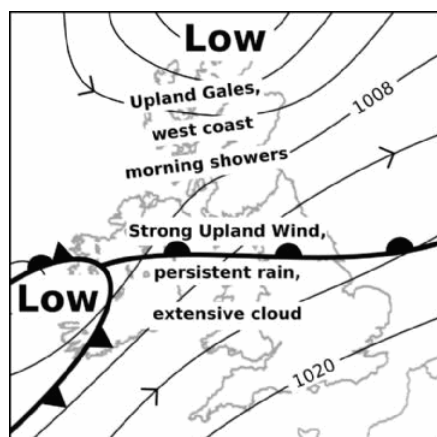 Low
Upland Gales,
1008
west coast
morning showers
Strong Upland Wind,
persistent rain,
Low
extensive cloud
1020